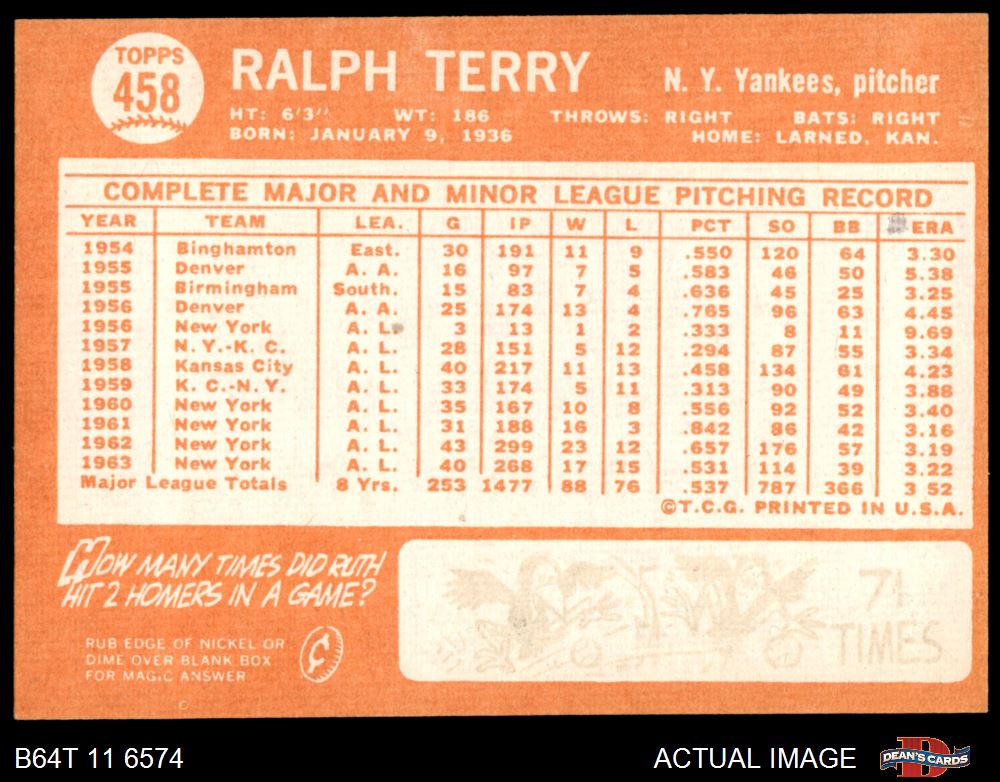 TOPPS
458
RALPH TERRY
N. Y. Yankees, pitcher
HT: 6'3" WT: 186 THROWS: RIGHT BATS: RIGHT
BORN: JANUARY 9, 1936 HOME: LARNED, KAN.
COMPLETE MAJOR AND MINOR LEAGUE PITCHING RECORD
YEAR TEAM LEA. G IP W L PCT SO BB ERA
1954 Binghamton East. 30 191 11 9 .550 120 64 3.30
1955 Denver A. A. 16 97 7 5 .583 46 50 5.38
1955 Birmingham South. 15 83 7 4 .636 45 25 3.25
1956 Denver A. A. 25 174 13 4 .765 96 63 4.45
1956 New York A. L. 3 13 1 2 .333 8 11 9.69
1957 N. Y.-K. C. A. L. 28 151 5 12 .294 87 55 3.34
1958 Kansas City A. L. 40 217 11 13 .458 134 61 4.23
1959 K. C.-N. Y. A. L. 33 174 5 11 .313 90 49 3.88
1960 New York A. L. 35 167 10 8 .556 92 52 3.40
1961 New York A. L. 31 188 16 3 .842 86 42 3.16
1962 New York A. L. 43 299 23 12 .657 176 57 3.19
1963 New York A. L. 40 268 17 15 .531 114 39 3.22
Major League Totals 8 Yrs. 253 1477 88 76 .537 787 366 3 52
©T.C.G. PRINTED IN U.S.A.
HOW MANY TIMES DID RUTH
HIT 2 HOMERS IN A GAME?
RUB EDGE OF NICKEL OR
DIME OVER BLANK BOX
FOR MAGIC ANSWER
¢
71
TIMES
B64T 11 6574
ACTUAL IMAGE
D
DEAN'S CARDS